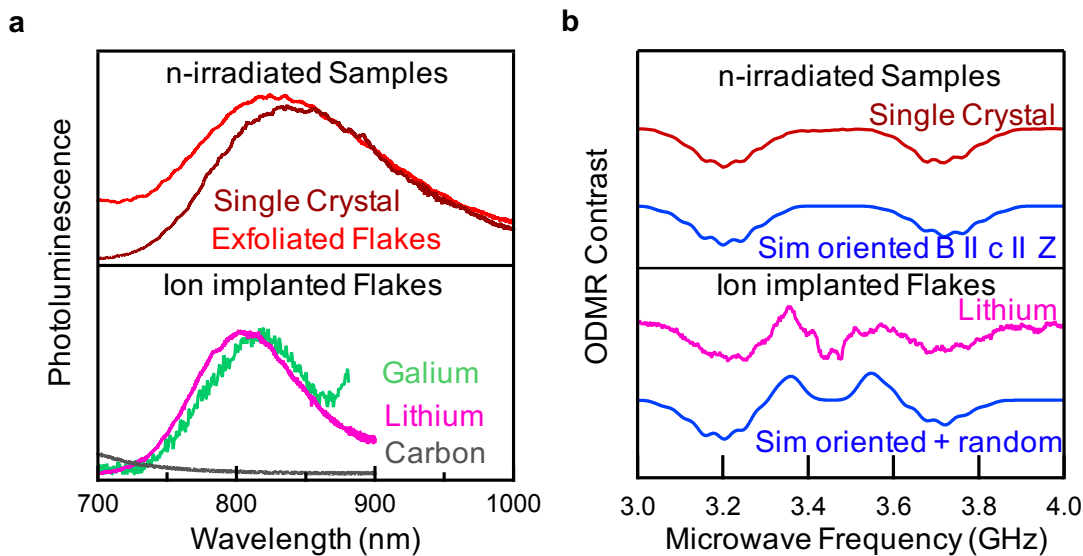 a
n-irradiated Samples
Single Crystal
Exfoliated Flakes
Ion implanted Flakes
Galium
Lithium
Carbon
Photoluminescence
700 800 900 1000
Wavelength (nm)
b
n-irradiated Samples
Single Crystal
Sim oriented B II c II Z
Ion implanted Flakes
Lithium
Sim oriented + random
ODMR Contrast
3.0 3.2 3.4 3.6 3.8 4.0
Microwave Frequency (GHz)